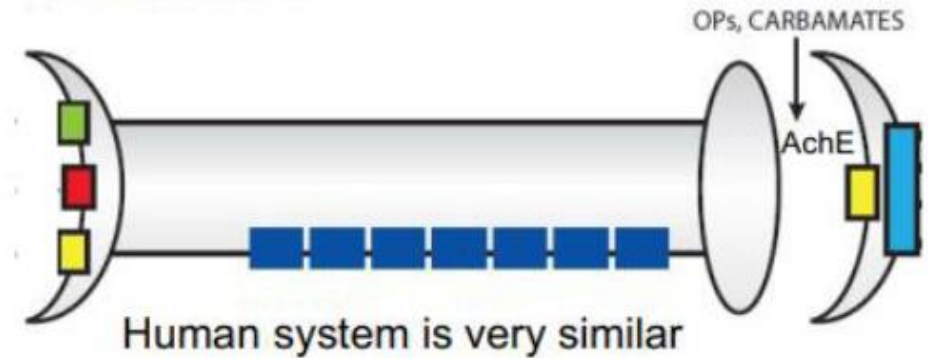 OPs, CARBAMATES
AchE
Human system is very similar